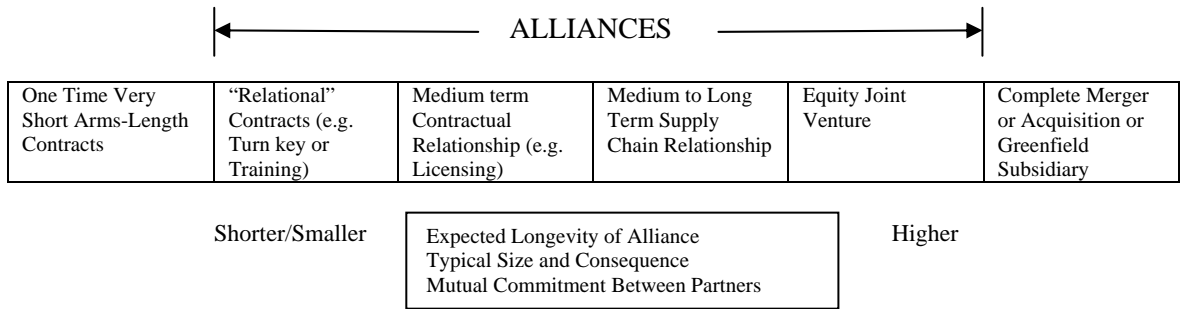 ALLIANCES
One Time Very
Short Arms-Length
Contracts
“Relational”
Contracts (e.g.
Turn key or
Training)
Medium term
Contractual
Relationship (e.g.
Licensing)
Medium to Long
Term Supply
Chain Relationship
Equity Joint
Venture
Complete Merger
or Acquisition or
Greenfield
Subsidiary
Shorter/Smaller
Expected Longevity of Alliance
Typical Size and Consequence
Mutual Commitment Between Partners
Higher